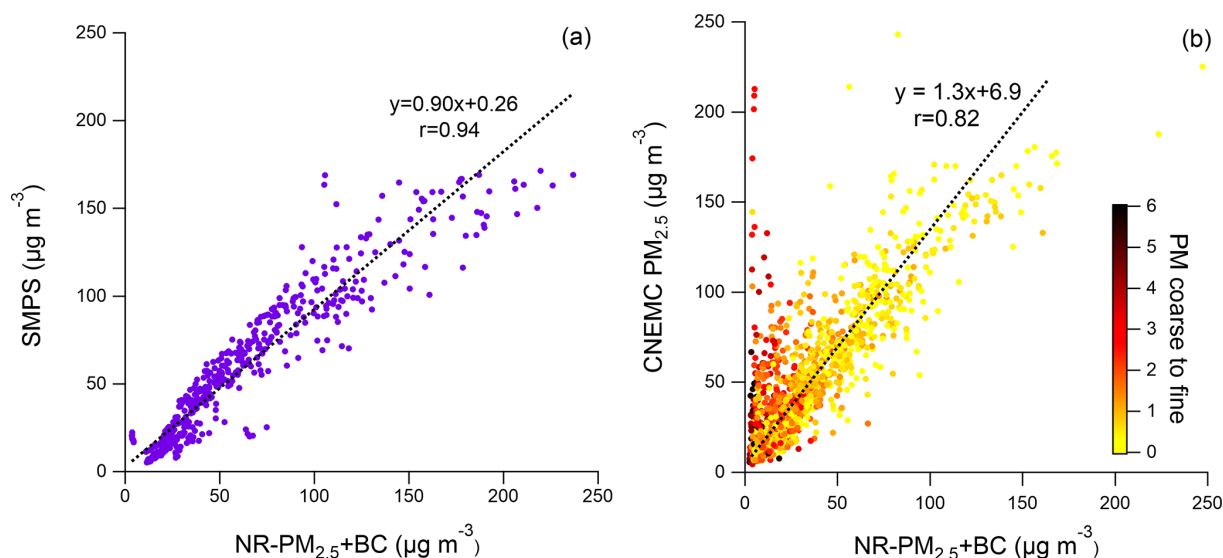 (a)
y=0.90x+0.26
r=0.94
SMPS (µg m⁻³)
250
200
150
100
50
0
0 50 100 150 200 250
NR-PM₂.₅+BC (µg m⁻³)
(b)
y = 1.3x+6.9
r=0.82
CNEMC PM₂.₅ (µg m⁻³)
250
200
150
100
50
0
0 50 100 150 200 250
NR-PM₂.₅+BC (µg m⁻³)
6
5
4
3
2
1
0
PM coarse to fine